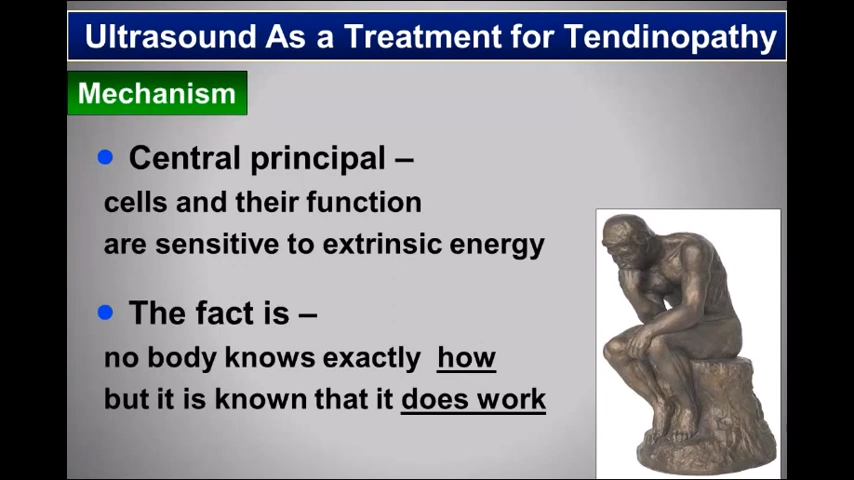 Ultrasound As a Treatment for Tendinopathy
Mechanism
Central principal –
cells and their function
are sensitive to extrinsic energy
The fact is –
no body knows exactly how
but it is known that it does work